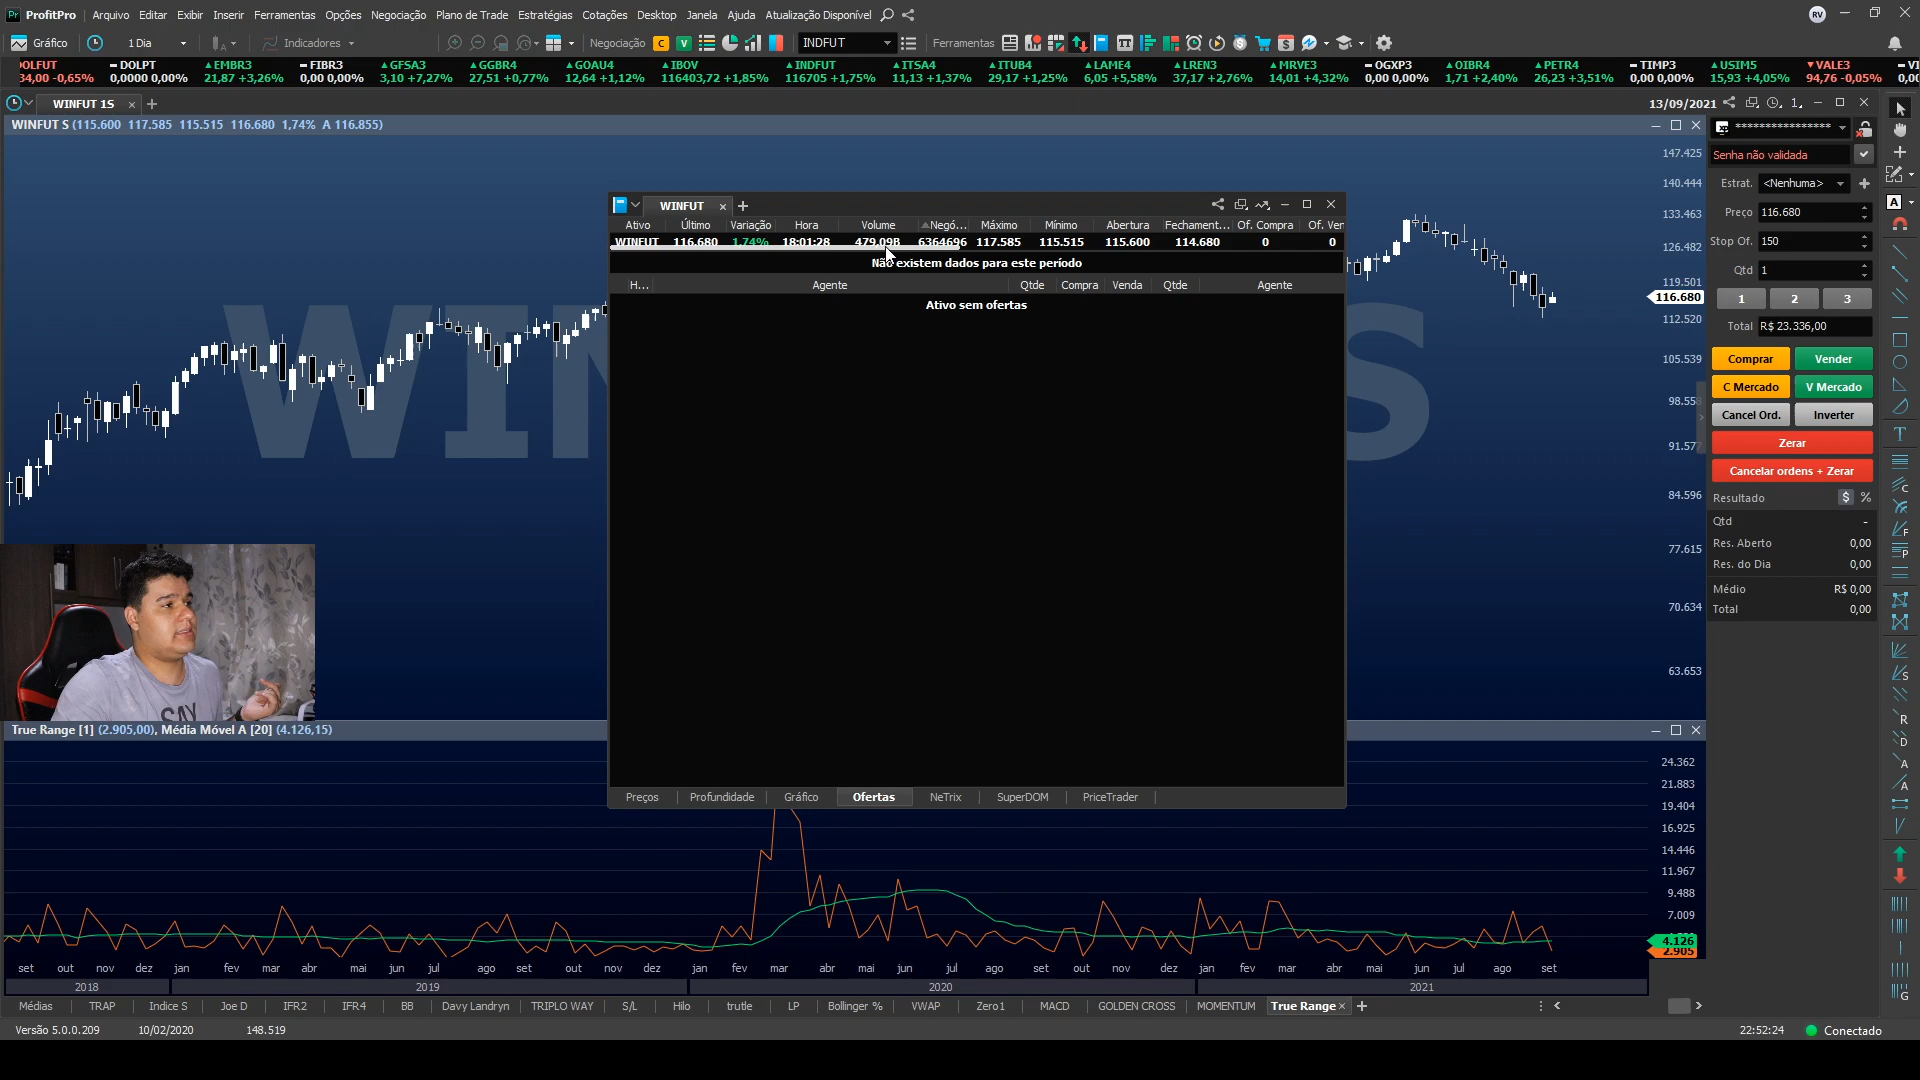 ProfitPro Arquivo Editar Exibir Inserir Ferramentas Opções Negociação Plano de Trade Estratégias Cotações Desktop Janela Ajuda Atualização Disponível RV
Gráfico 1 Dia Indicadores Negociação C V INDFUT Ferramentas
DOLFUT DOLPT EMBR3 FIBR3 GFSA3 GGBR4 GOAU4 IBOV INDFUT ITSA4 ITUB4 LAME4 LREN3 MRVE3 OGXP3 OIBR4 PETR4 TIMP3 USIM5 VALE3
34,00 -0,65% 0,0000 0,00% 21,87 +3,26% 0,00 0,00% 3,10 +7,27% 27,51 +0,77% 12,64 +1,12% 116403,72 +1,85% 116705 +1,75% 11,13 +1,37% 29,17 +1,25% 6,05 +5,58% 37,17 +2,76% 14,01 +4,32% 0,00 0,00% 1,71 +2,40% 26,23 +3,51% 0,00 0,00% 15,93 +4,05% 94,76 -0,05%
WINFUT 1S 13/09/2021 1
WINFUT S (115.600 117.585 115.515 116.680 1,74% A 116.855)
147.425
140.444
133.463
126.482
119.501
116.680
112.520
105.539
98.558
91.577
84.596
77.615
70.634
63.653
WINFUT
Ativo Último Variação Hora Volume Negó... Máximo Mínimo Abertura Fechament... Of. Compra Of. Ven
WINFUT 116.680 1,74% 18:01:28 479,09B 6364696 117.585 115.515 115.600 114.680 0 0
Não existem dados para este período
H... Agente Qtde Compra Venda Qtde Agente
Ativo sem ofertas
Preços Profundidade Gráfico Ofertas NeTrix SuperDOM PriceTrader
****************
Senha não validada
Estrat. <Nenhuma>
Preço 116.680
Stop Of. 150
Qtd 1
1 2 3
Total R$ 23.336,00
Comprar Vender
C Mercado V Mercado
Cancel Ord. Inverter
Zerar
Cancelar ordens + Zerar
Resultado $ %
Qtd -
Res. Aberto 0,00
Res. do Dia 0,00
Médio R$ 0,00
Total 0,00
SAY
True Range [1] (2.905,00), Média Móvel A [20] (4.126,15)
24.362
21.883
19.404
16.925
14.446
11.967
9.488
7.009
4.126
2.905
set out nov dez jan fev mar abr mai jun jul ago set out nov dez jan fev mar abr mai jun jul ago set out nov dez jan fev mar abr mai jun jul ago set
2018 2019 2020 2021
Médias TRAP Indice S Joe D IFR2 IFR4 BB Davy Landryn TRIPLO WAY S/L Hilo trutle LP Bollinger % VWAP Zero1 MACD GOLDEN CROSS MOMENTUM True Range
Versão 5.0.0.209 10/02/2020 148.519 22:52:24 Conectado